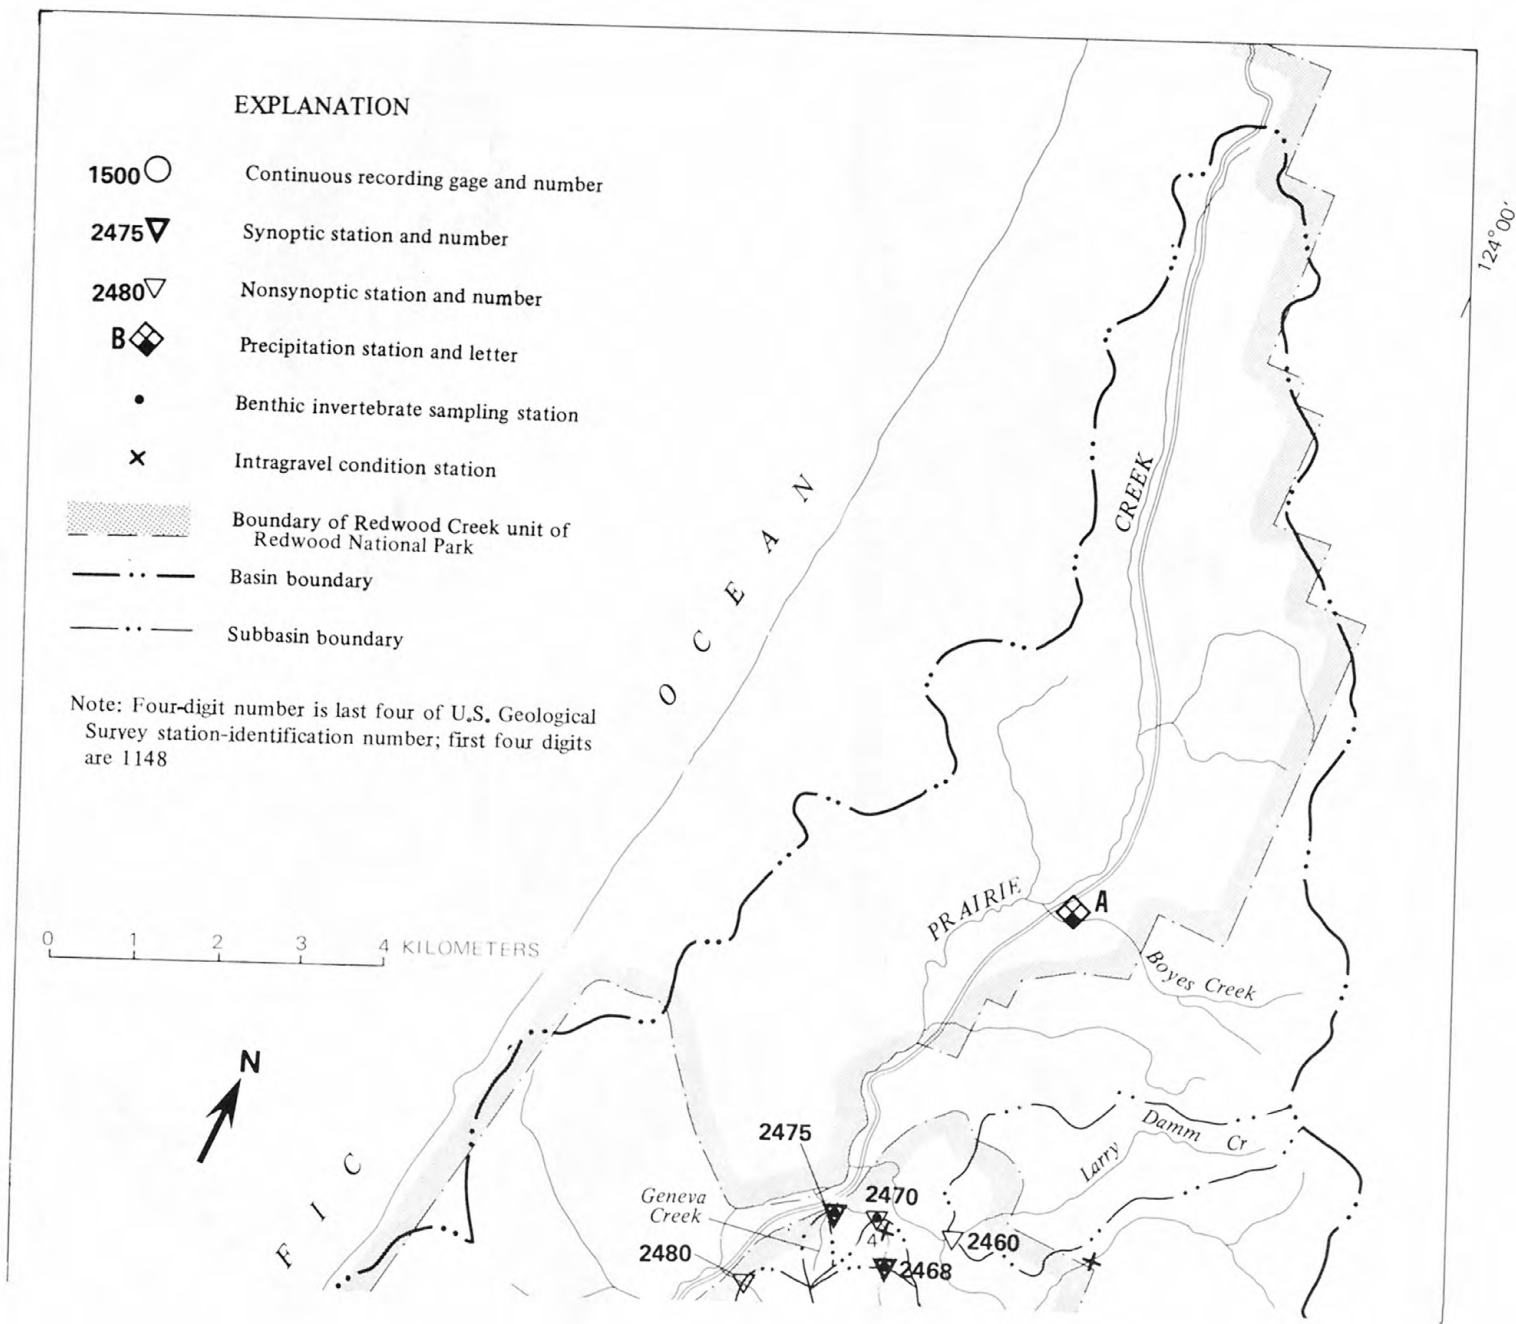 EXPLANATION
1500 Continuous recording gage and number
2475 Synoptic station and number
2480 Nonsynoptic station and number
B Precipitation station and letter
Benthic invertebrate sampling station
Intragravel condition station
Boundary of Redwood Creek unit of
Redwood National Park
Basin boundary
Subbasin boundary
Note: Four-digit number is last four of U.S. Geological
Survey station-identification number; first four digits
are 1148
0 1 2 3 4 KILOMETERS
N
124°00′
OCEAN
FIC
CREEK
PRAIRIE
A
Boyes Creek
Larry Damm Cr
2475
Geneva
Creek
2470
4
2480
2460
2468